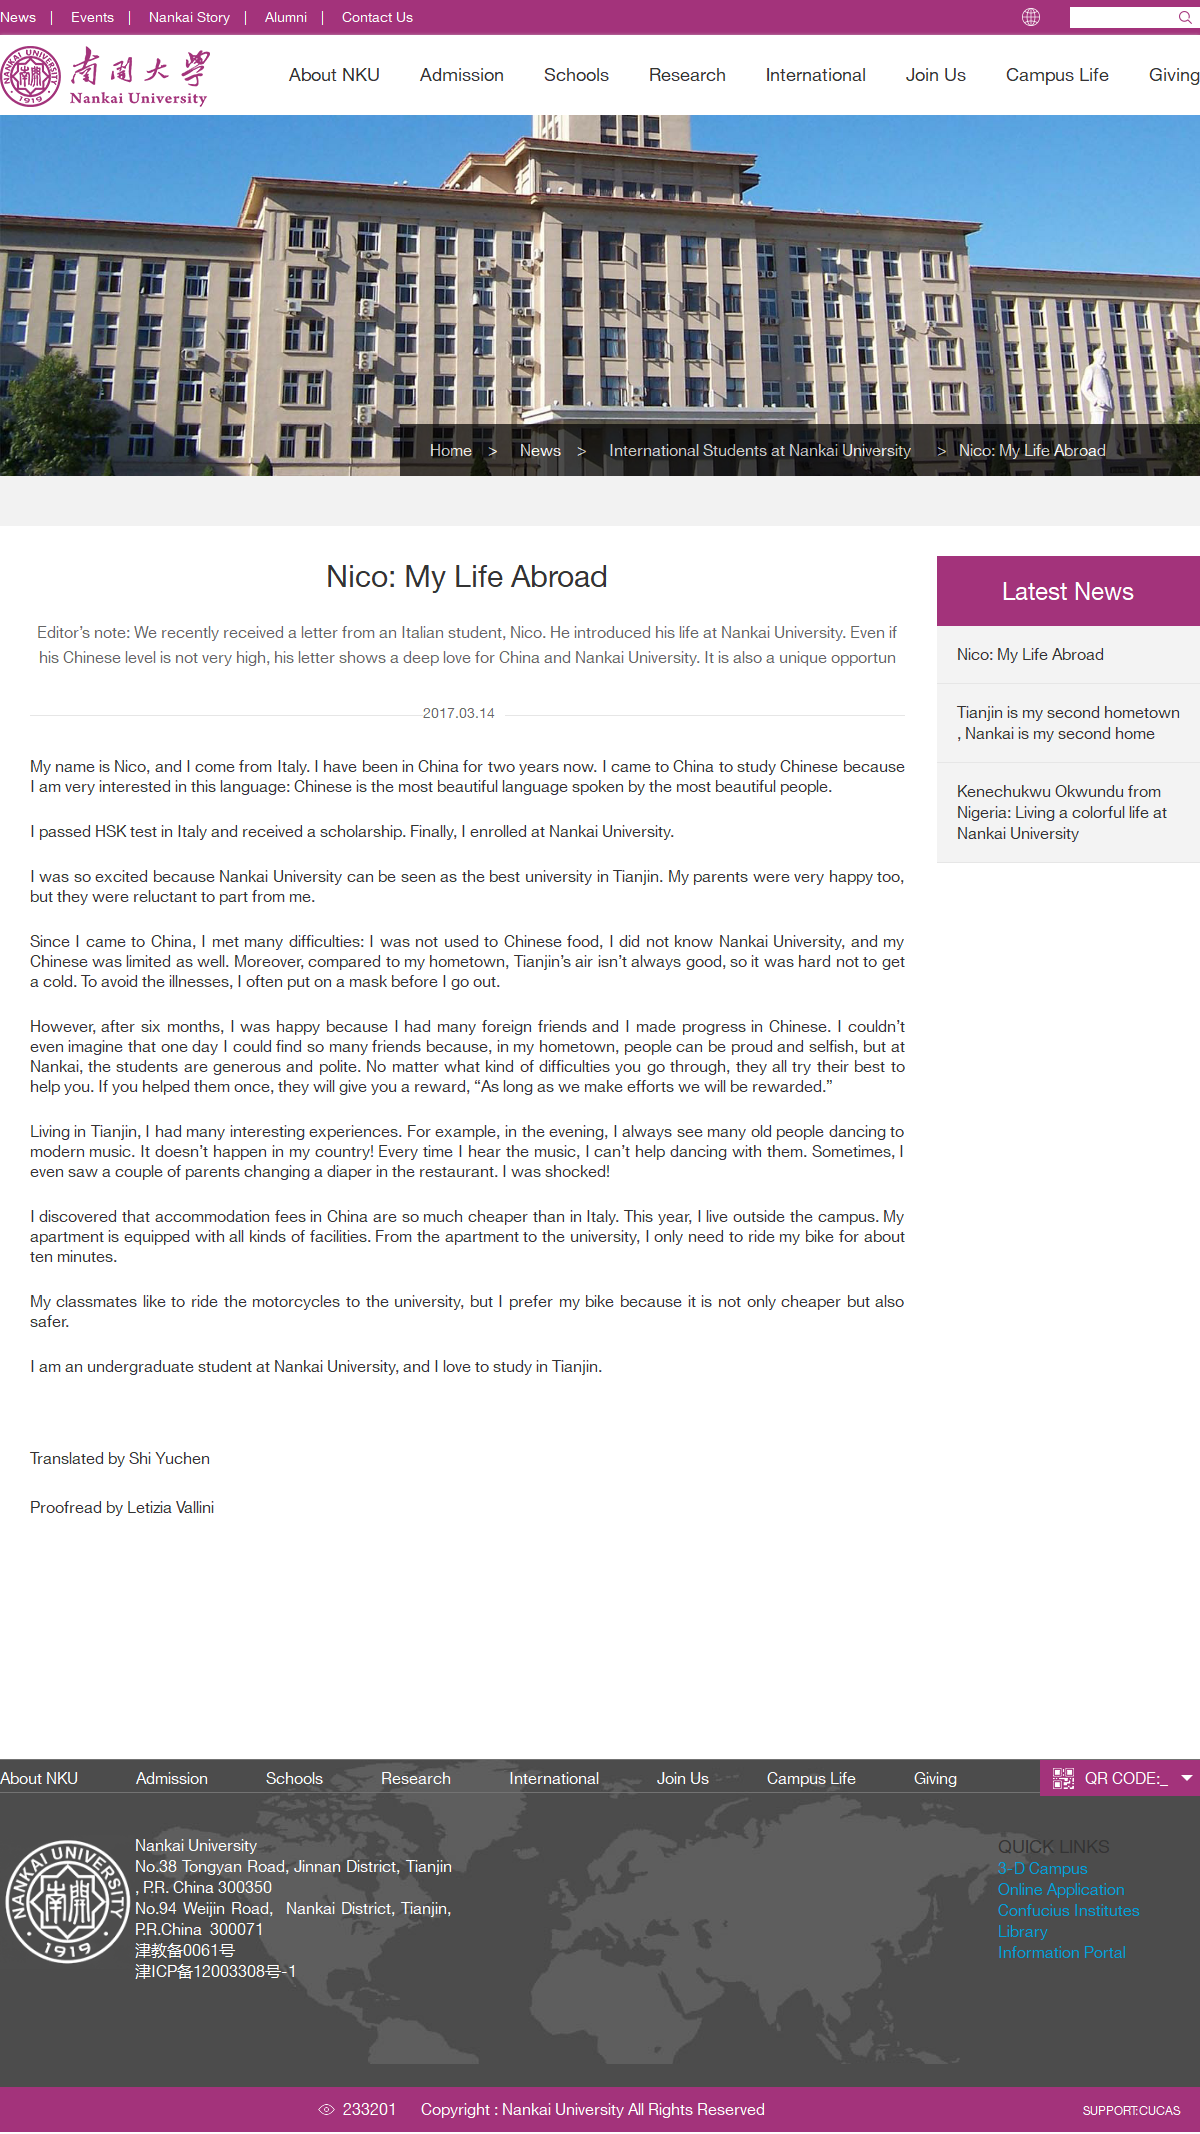 News | Events | Nankai Story | Alumni | Contact Us
NANKAI UNIVERSITY
南開
1919
南開大學
Nankai University
About NKU Admission Schools Research International Join Us Campus Life Giving
Home > News > International Students at Nankai University > Nico: My Life Abroad
Nico: My Life Abroad
Editor’s note: We recently received a letter from an Italian student, Nico. He introduced his life at Nankai University. Even if
his Chinese level is not very high, his letter shows a deep love for China and Nankai University. It is also a unique opportun
2017.03.14
My name is Nico, and I come from Italy. I have been in China for two years now. I came to China to study Chinese because
I am very interested in this language: Chinese is the most beautiful language spoken by the most beautiful people.
I passed HSK test in Italy and received a scholarship. Finally, I enrolled at Nankai University.
I was so excited because Nankai University can be seen as the best university in Tianjin. My parents were very happy too,
but they were reluctant to part from me.
Since I came to China, I met many difficulties: I was not used to Chinese food, I did not know Nankai University, and my
Chinese was limited as well. Moreover, compared to my hometown, Tianjin’s air isn’t always good, so it was hard not to get
a cold. To avoid the illnesses, I often put on a mask before I go out.
However, after six months, I was happy because I had many foreign friends and I made progress in Chinese. I couldn’t
even imagine that one day I could find so many friends because, in my hometown, people can be proud and selfish, but at
Nankai, the students are generous and polite. No matter what kind of difficulties you go through, they all try their best to
help you. If you helped them once, they will give you a reward, “As long as we make efforts we will be rewarded.”
Living in Tianjin, I had many interesting experiences. For example, in the evening, I always see many old people dancing to
modern music. It doesn’t happen in my country! Every time I hear the music, I can’t help dancing with them. Sometimes, I
even saw a couple of parents changing a diaper in the restaurant. I was shocked!
I discovered that accommodation fees in China are so much cheaper than in Italy. This year, I live outside the campus. My
apartment is equipped with all kinds of facilities. From the apartment to the university, I only need to ride my bike for about
ten minutes.
My classmates like to ride the motorcycles to the university, but I prefer my bike because it is not only cheaper but also
safer.
I am an undergraduate student at Nankai University, and I love to study in Tianjin.
Translated by Shi Yuchen
Proofread by Letizia Vallini
Latest News
Nico: My Life Abroad
Tianjin is my second hometown
, Nankai is my second home
Kenechukwu Okwundu from
Nigeria: Living a colorful life at
Nankai University
About NKU Admission Schools Research International Join Us Campus Life Giving
QR CODE:_
NANKAI UNIVERSITY
南開
1919
Nankai University
No.38 Tongyan Road, Jinnan District, Tianjin
, P.R. China 300350
No.94 Weijin Road, Nankai District, Tianjin,
P.R.China 300071
津教备0061号
津ICP备12003308号-1
QUICK LINKS
3-D Campus
Online Application
Confucius Institutes
Library
Information Portal
233201 Copyright : Nankai University All Rights Reserved
SUPPORT:CUCAS